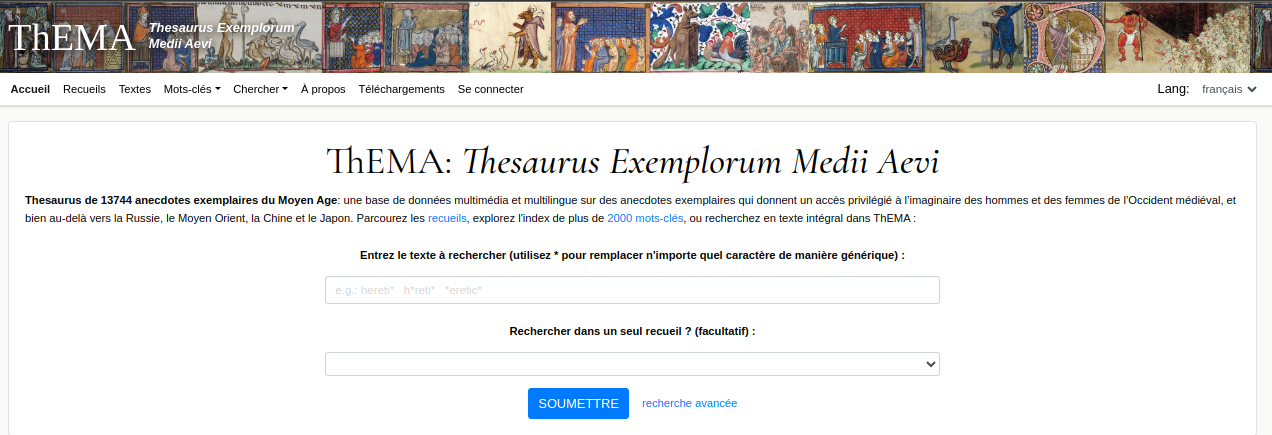 ThEMA Thesaurus Exemplorum
Medii Aevi
Accueil Recueils Textes Mots-clés Chercher À propos Téléchargements Se connecter Lang: français
ThEMA: Thesaurus Exemplorum Medii Aevi
Thesaurus de 13744 anecdotes exemplaires du Moyen Age: une base de données multimédia et multilingue sur des anecdotes exemplaires qui donnent un accès privilégié à l’imaginaire des hommes et des femmes de l’Occident médiéval, et
bien au-delà vers la Russie, le Moyen Orient, la Chine et le Japon. Parcourez les recueils, explorez l'index de plus de 2000 mots-clés, ou recherchez en texte intégral dans ThEMA :
Entrez le texte à rechercher (utilisez * pour remplacer n'importe quel caractère de manière générique) :
e.g.: hereti* h*reti* *eretic*
Rechercher dans un seul recueil ? (facultatif) :
SOUMETTRE recherche avancée